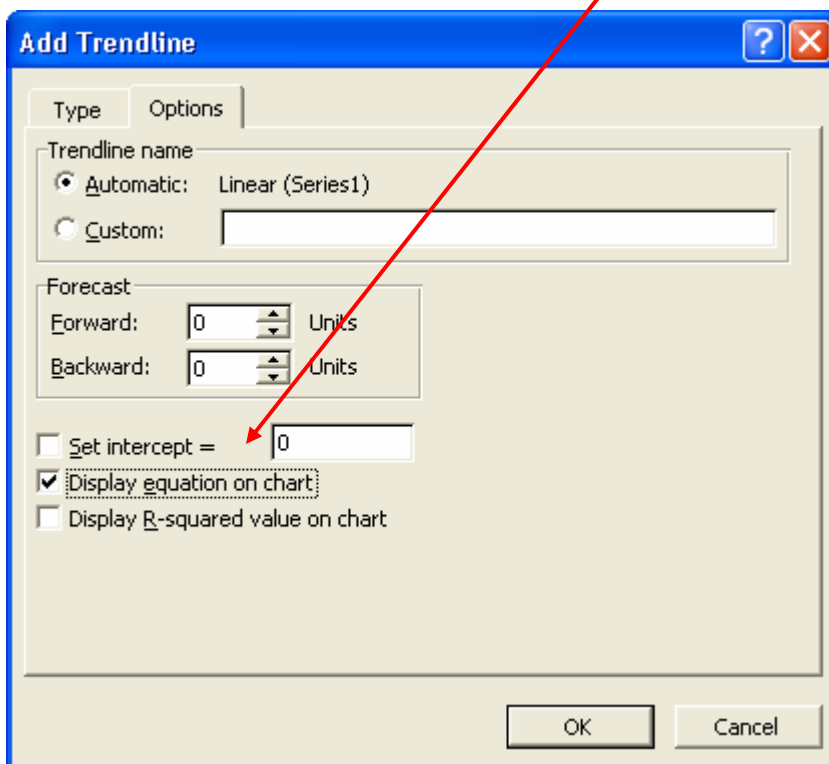 Add Trendline
Type Options
Trendline name
Automatic: Linear (Series1)
Custom:
Forecast
Forward: 0 Units
Backward: 0 Units
Set intercept = 0
Display equation on chart
Display R-squared value on chart
OK Cancel